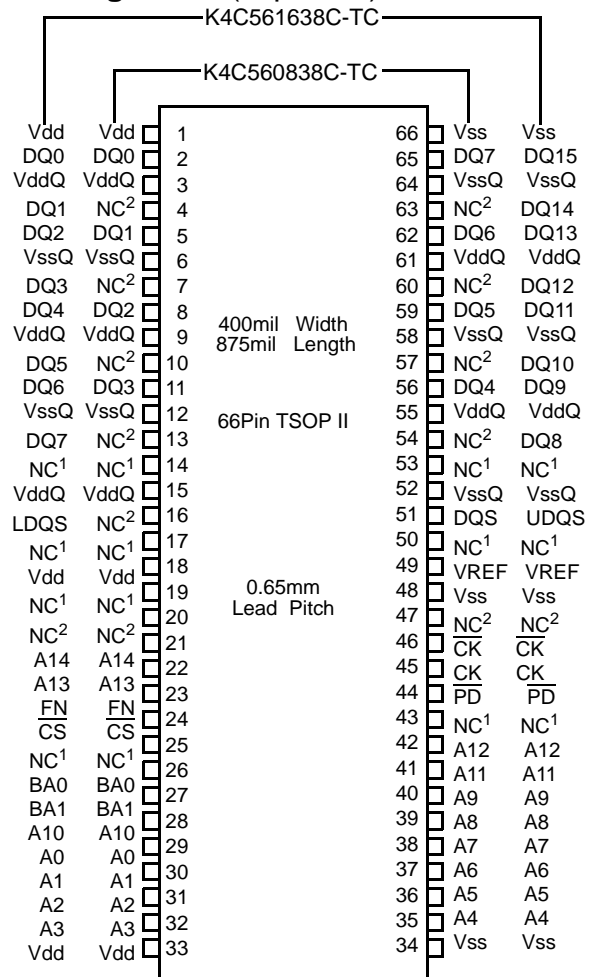 K4C561638C-TC
K4C560838C-TC
Vdd Vdd 1 66 Vss Vss
DQ0 DQ0 2 65 DQ7 DQ15
VddQ VddQ 3 64 VssQ VssQ
DQ1 NC² 4 63 NC² DQ14
DQ2 DQ1 5 62 DQ6 DQ13
VssQ VssQ 6 61 VddQ VddQ
DQ3 NC² 7 60 NC² DQ12
DQ4 DQ2 8 59 DQ5 DQ11
400mil Width
VddQ VddQ 9 58 VssQ VssQ
875mil Length
DQ5 NC² 10 57 NC² DQ10
DQ6 DQ3 11 56 DQ4 DQ9
VssQ VssQ 12 66Pin TSOP II 55 VddQ VddQ
DQ7 NC² 13 54 NC² DQ8
NC¹ NC¹ 14 53 NC¹ NC¹
VddQ VddQ 15 52 VssQ VssQ
LDQS NC² 16 51 DQS UDQS
NC¹ NC¹ 17 50 NC¹ NC¹
Vdd Vdd 18 49 VREF VREF
NC¹ NC¹ 19 0.65mm 48 Vss Vss
NC² NC² 20 Lead Pitch 47 NC² NC²
A14 A14 21 46 C̅K̅ C̅K̅
A13 A13 22 45 CK CK
FN FN 23 44 P̅D̅ P̅D̅
C̅S̅ C̅S̅ 24 43 NC¹ NC¹
NC¹ NC¹ 25 42 A12 A12
BA0 BA0 26 41 A11 A11
BA1 BA1 27 40 A9 A9
A10 A10 28 39 A8 A8
A0 A0 29 38 A7 A7
A1 A1 30 37 A6 A6
A2 A2 31 36 A5 A5
A3 A3 32 35 A4 A4
Vdd Vdd 33 34 Vss Vss